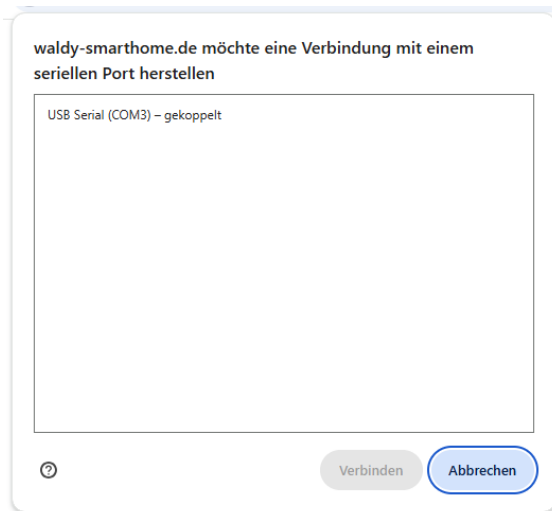 waldy-smarthome.de möchte eine Verbindung mit einem
seriellen Port herstellen
USB Serial (COM3) – gekoppelt
Verbinden
Abbrechen